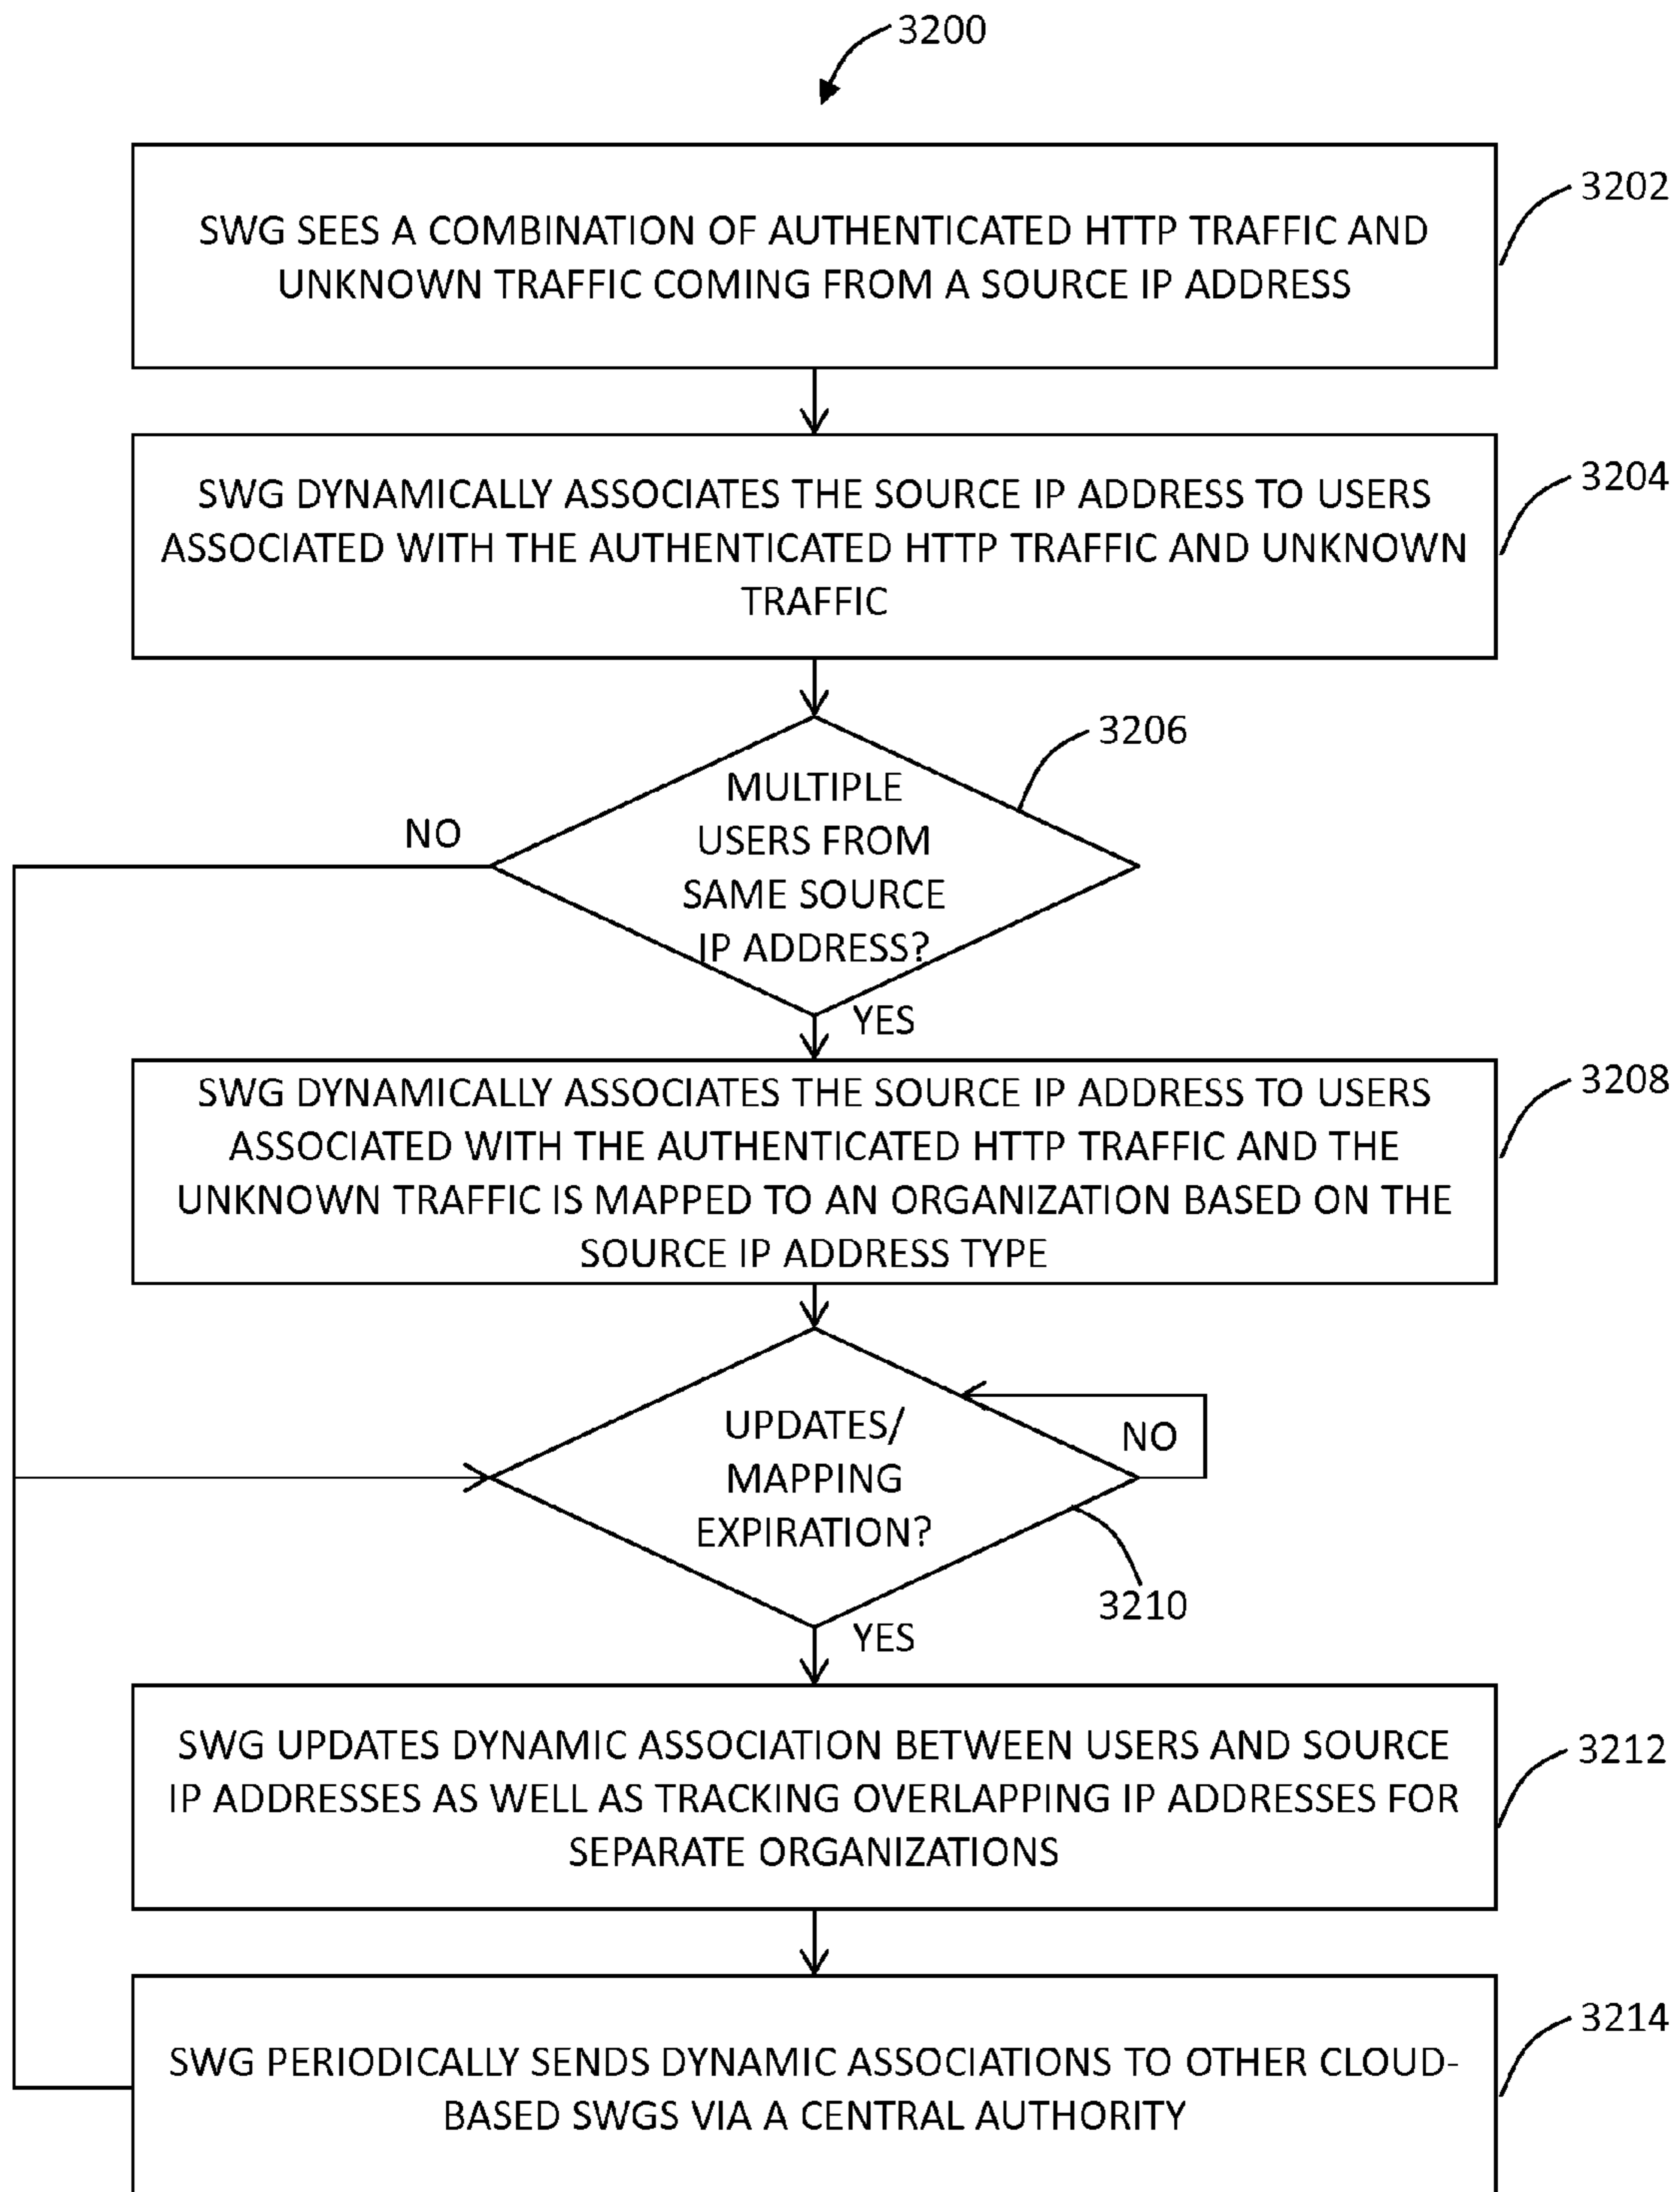 3200
3202
SWG SEES A COMBINATION OF AUTHENTICATED HTTP TRAFFIC AND
UNKNOWN TRAFFIC COMING FROM A SOURCE IP ADDRESS
3204
SWG DYNAMICALLY ASSOCIATES THE SOURCE IP ADDRESS TO USERS
ASSOCIATED WITH THE AUTHENTICATED HTTP TRAFFIC AND UNKNOWN
TRAFFIC
3206
MULTIPLE
USERS FROM
SAME SOURCE
IP ADDRESS?
NO
YES
3208
SWG DYNAMICALLY ASSOCIATES THE SOURCE IP ADDRESS TO USERS
ASSOCIATED WITH THE AUTHENTICATED HTTP TRAFFIC AND THE
UNKNOWN TRAFFIC IS MAPPED TO AN ORGANIZATION BASED ON THE
SOURCE IP ADDRESS TYPE
UPDATES/
MAPPING
EXPIRATION?
NO
3210
YES
3212
SWG UPDATES DYNAMIC ASSOCIATION BETWEEN USERS AND SOURCE
IP ADDRESSES AS WELL AS TRACKING OVERLAPPING IP ADDRESSES FOR
SEPARATE ORGANIZATIONS
3214
SWG PERIODICALLY SENDS DYNAMIC ASSOCIATIONS TO OTHER CLOUD-
BASED SWGS VIA A CENTRAL AUTHORITY